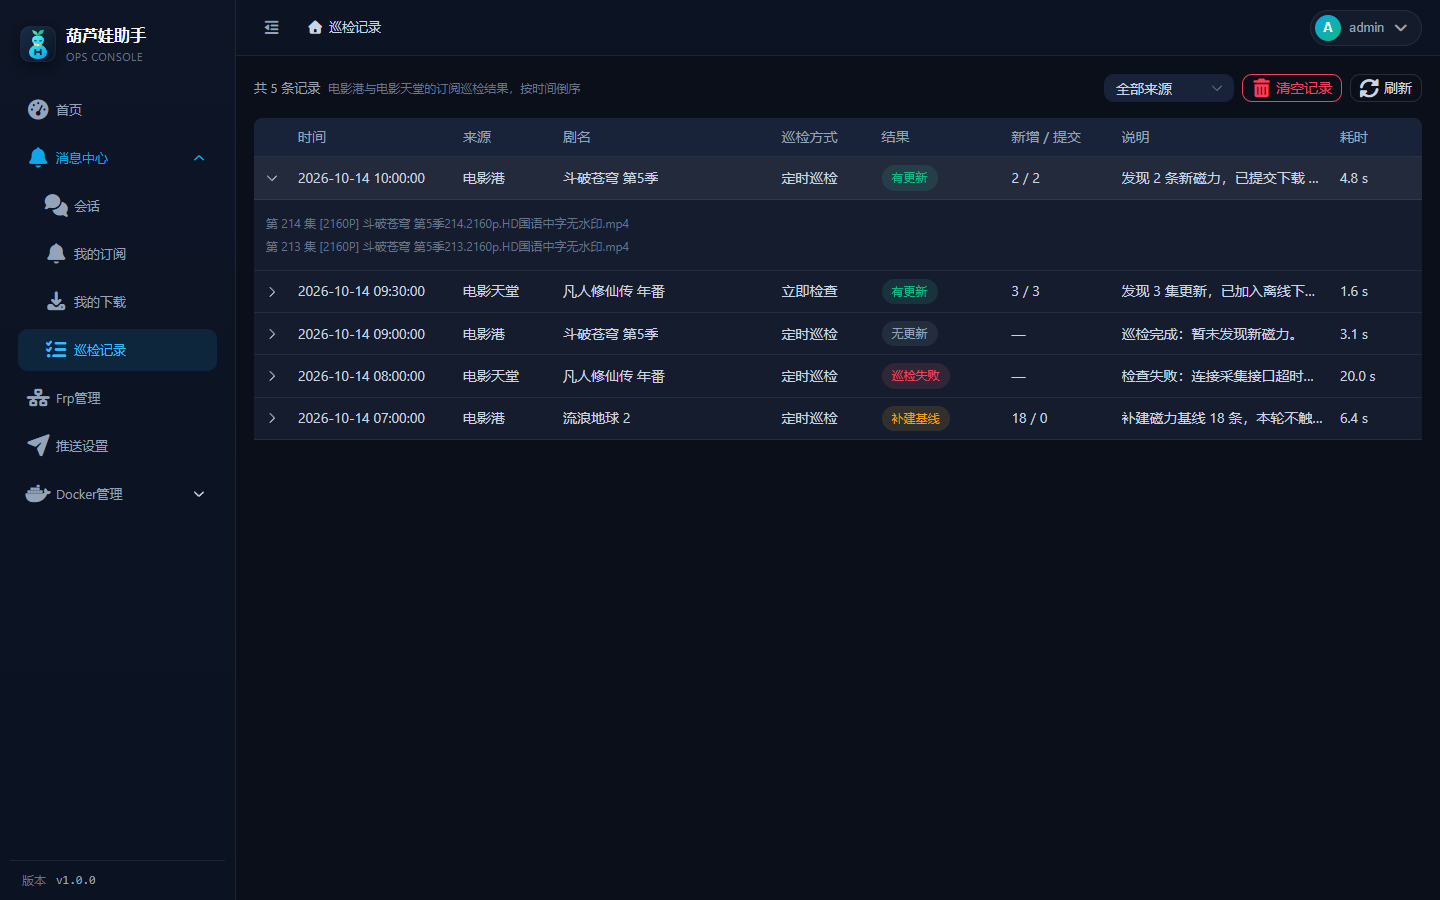 葫芦娃助手
OPS CONSOLE
首页
消息中心
会话
我的订阅
我的下载
巡检记录
Frp管理
推送设置
Docker管理
版本 v1.0.0
巡检记录
A admin
共 5 条记录 电影港与电影天堂的订阅巡检结果，按时间倒序
全部来源 清空记录 刷新
时间 来源 剧名 巡检方式 结果 新增 / 提交 说明 耗时
2026-10-14 10:00:00 电影港 斗破苍穹 第5季 定时巡检 有更新 2 / 2 发现 2 条新磁力，已提交下载 ... 4.8 s
第 214 集 [2160P] 斗破苍穹 第5季214.2160p.HD国语中字无水印.mp4
第 213 集 [2160P] 斗破苍穹 第5季213.2160p.HD国语中字无水印.mp4
2026-10-14 09:30:00 电影天堂 凡人修仙传 年番 立即检查 有更新 3 / 3 发现 3 集更新，已加入离线下... 1.6 s
2026-10-14 09:00:00 电影港 斗破苍穹 第5季 定时巡检 无更新 — 巡检完成：暂未发现新磁力。 3.1 s
2026-10-14 08:00:00 电影天堂 凡人修仙传 年番 定时巡检 巡检失败 — 检查失败：连接采集接口超时... 20.0 s
2026-10-14 07:00:00 电影港 流浪地球 2 定时巡检 补建基线 18 / 0 补建磁力基线 18 条，本轮不触... 6.4 s